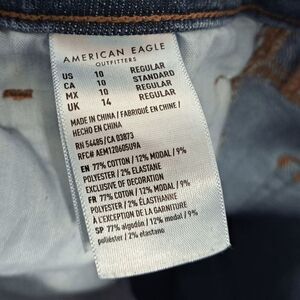 AMERICAN EAGLE
OUTFITTERS
US 10 REGULAR
CA 10 STANDARD
MX 10 REGULAR
UK 14 REGULAR
MADE IN CHINA / FABRIQUÉ EN CHINE /
HECHO EN CHINA
RN 54485/ CA 03873
RFC# AEM120605U9A
EN 77% COTTON / 12% MODAL / 9%
POLYESTER / 2% ELASTANE
EXCLUSIVE OF DECORATION
FR 77% COTON / 12% MODAL / 9%
POLYESTER / 2% ÉLASTHANNE
À L'EXCEPTION DE LA GARNITURE
SP 77% algodón / 12% modal / 9%
poliéster / 2% elastano